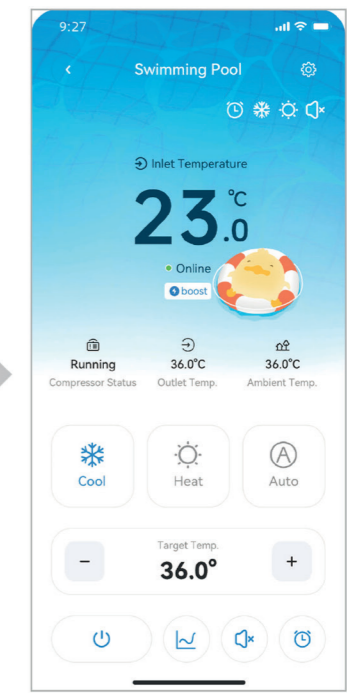 9:27
Swimming Pool
Inlet Temperature
23.0°C
Online
boost
Running 36.0°C 36.0°C
Compressor Status Outlet Temp. Ambient Temp.
Cool Heat A Auto
Target Temp.
- 36.0° +